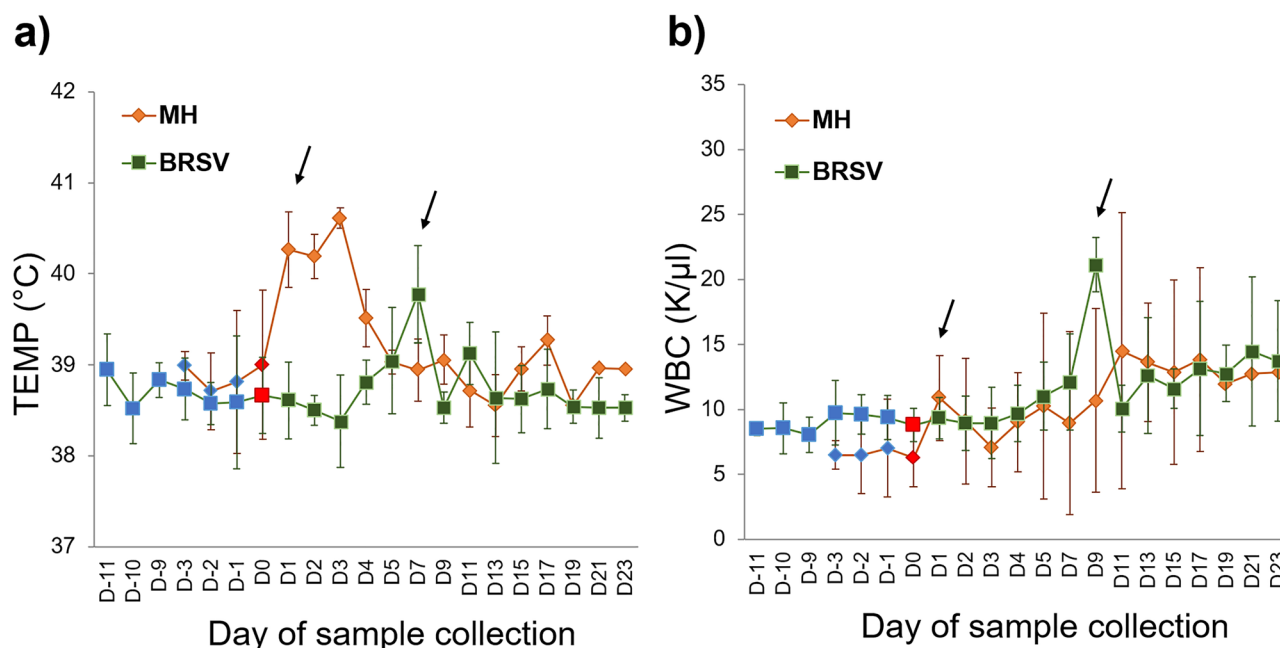 a)
42
41
40
39
38
37
TEMP (°C)
MH
BRSV
D-11 D-10 D-9 D-3 D-2 D-1 D0 D1 D2 D3 D4 D5 D7 D9 D11 D13 D15 D17 D19 D21 D23
Day of sample collection
b)
35
30
25
20
15
10
5
0
WBC (K/µl)
MH
BRSV
D-11 D-10 D-9 D-3 D-2 D-1 D0 D1 D2 D3 D4 D5 D7 D9 D11 D13 D15 D17 D19 D21 D23
Day of sample collection